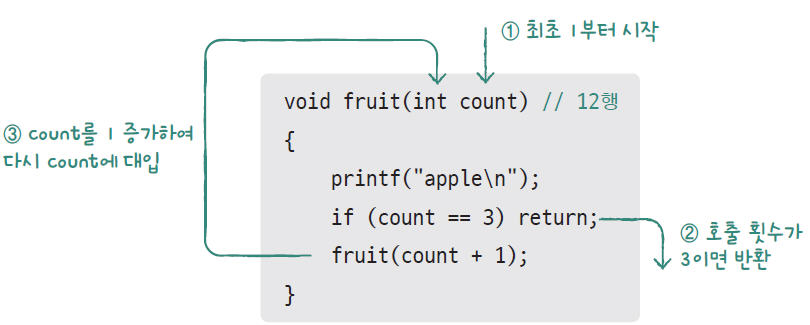 ① 최초 1부터 시작
void fruit(int count) // 12행
{
③ count를 1 증가하여
다시 count에 대입
printf("apple\n");
if (count == 3) return;
② 호출 횟수가
3이면 반환
fruit(count + 1);
}